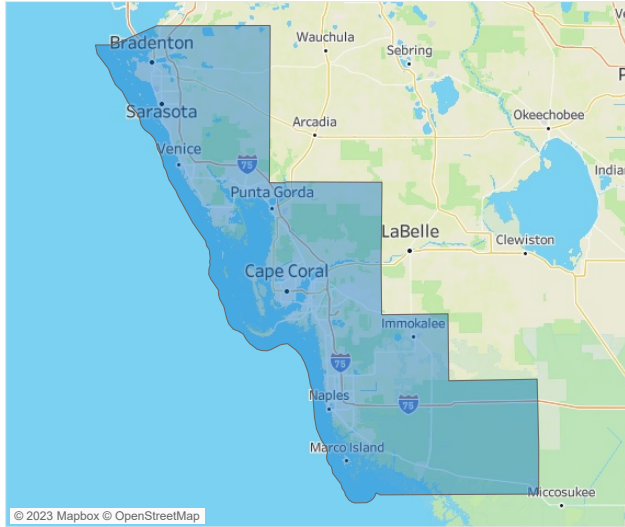 Ve
Wauchula
Bradenton
Sebring
P
Sarasota
Okeechobee
Arcadia
Venice
75
Indian
Punta Gorda
LaBelle
Clewiston
Cape Coral
Immokalee
75
Naples
75
Marco Island
Miccosukee
© 2023 Mapbox © OpenStreetMap